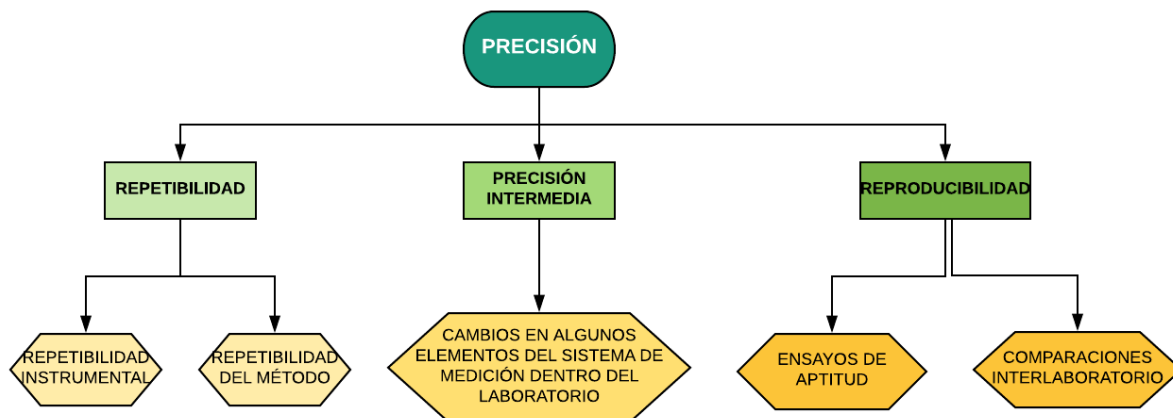 PRECISIÓN
REPETIBILIDAD
PRECISIÓN
INTERMEDIA
REPRODUCIBILIDAD
REPETIBILIDAD
INSTRUMENTAL
REPETIBILIDAD
DEL MÉTODO
CAMBIOS EN ALGUNOS
ELEMENTOS DEL SISTEMA DE
MEDICIÓN DENTRO DEL
LABORATORIO
ENSAYOS DE
APTITUD
COMPARACIONES
INTERLABORATORIO